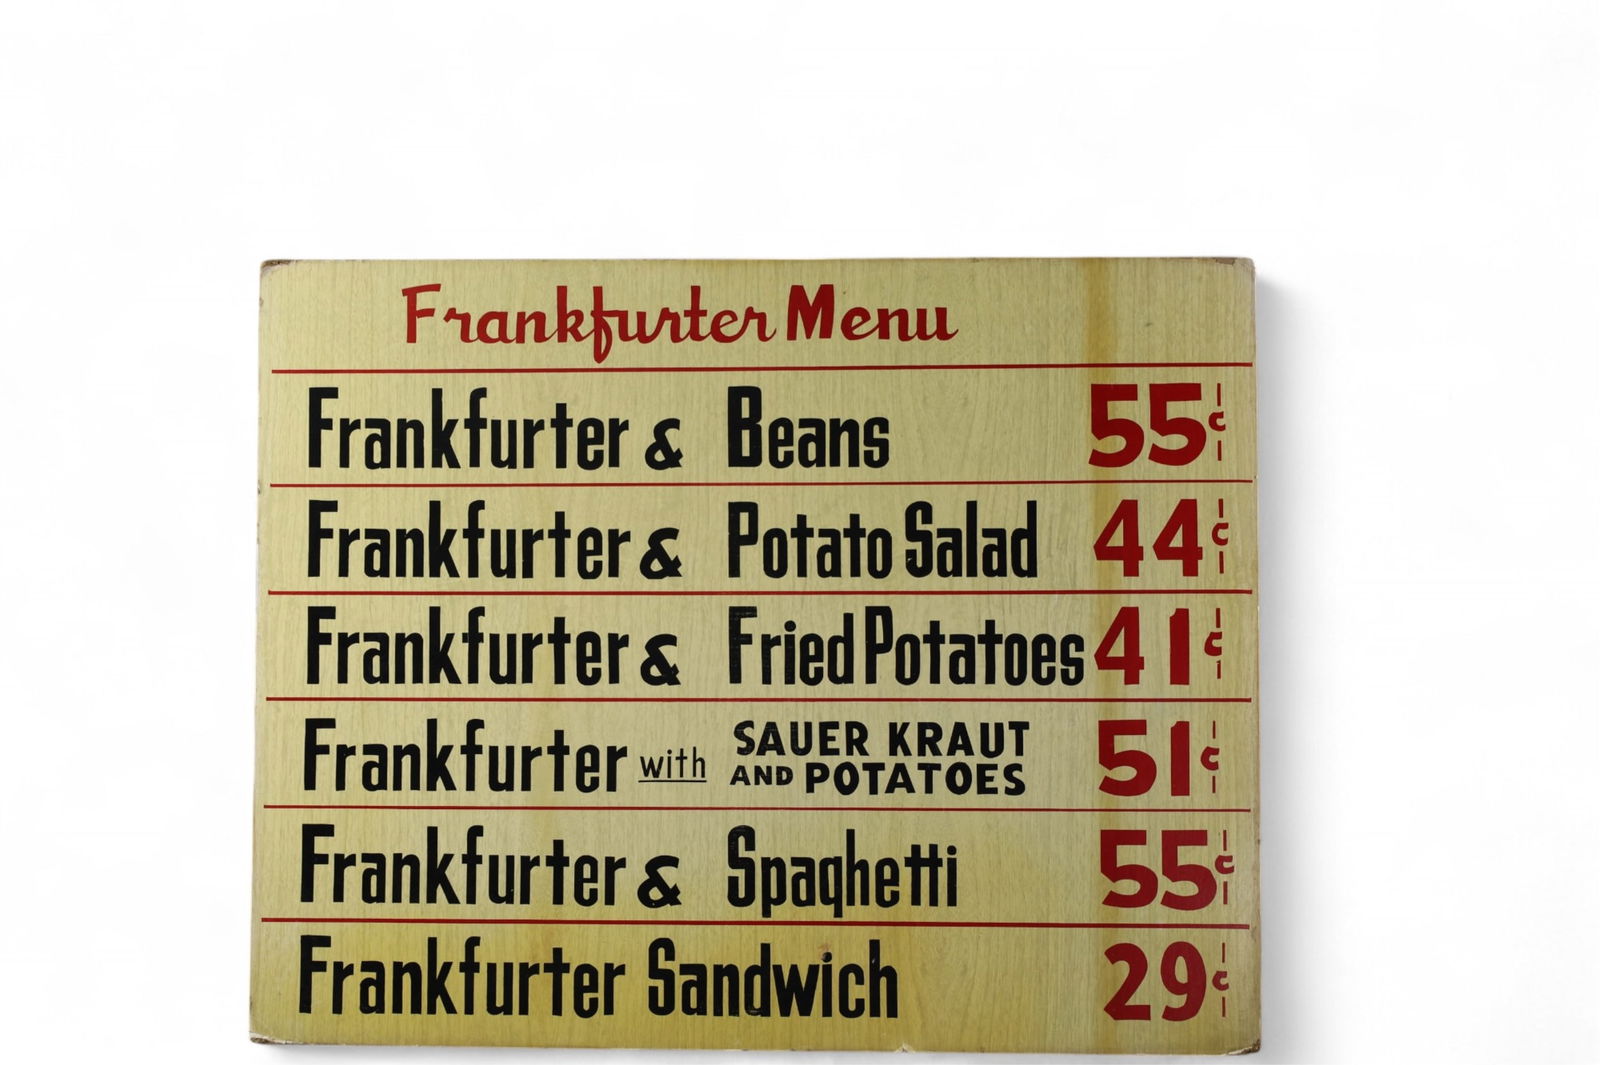 Frankfurter Menu
Frankfurter & Beans 55¢
Frankfurter & Potato Salad 44¢
Frankfurter & Fried Potatoes 41¢
Frankfurter with SAUER KRAUT AND POTATOES 51¢
Frankfurter & Spaghetti 55¢
Frankfurter Sandwich 29¢